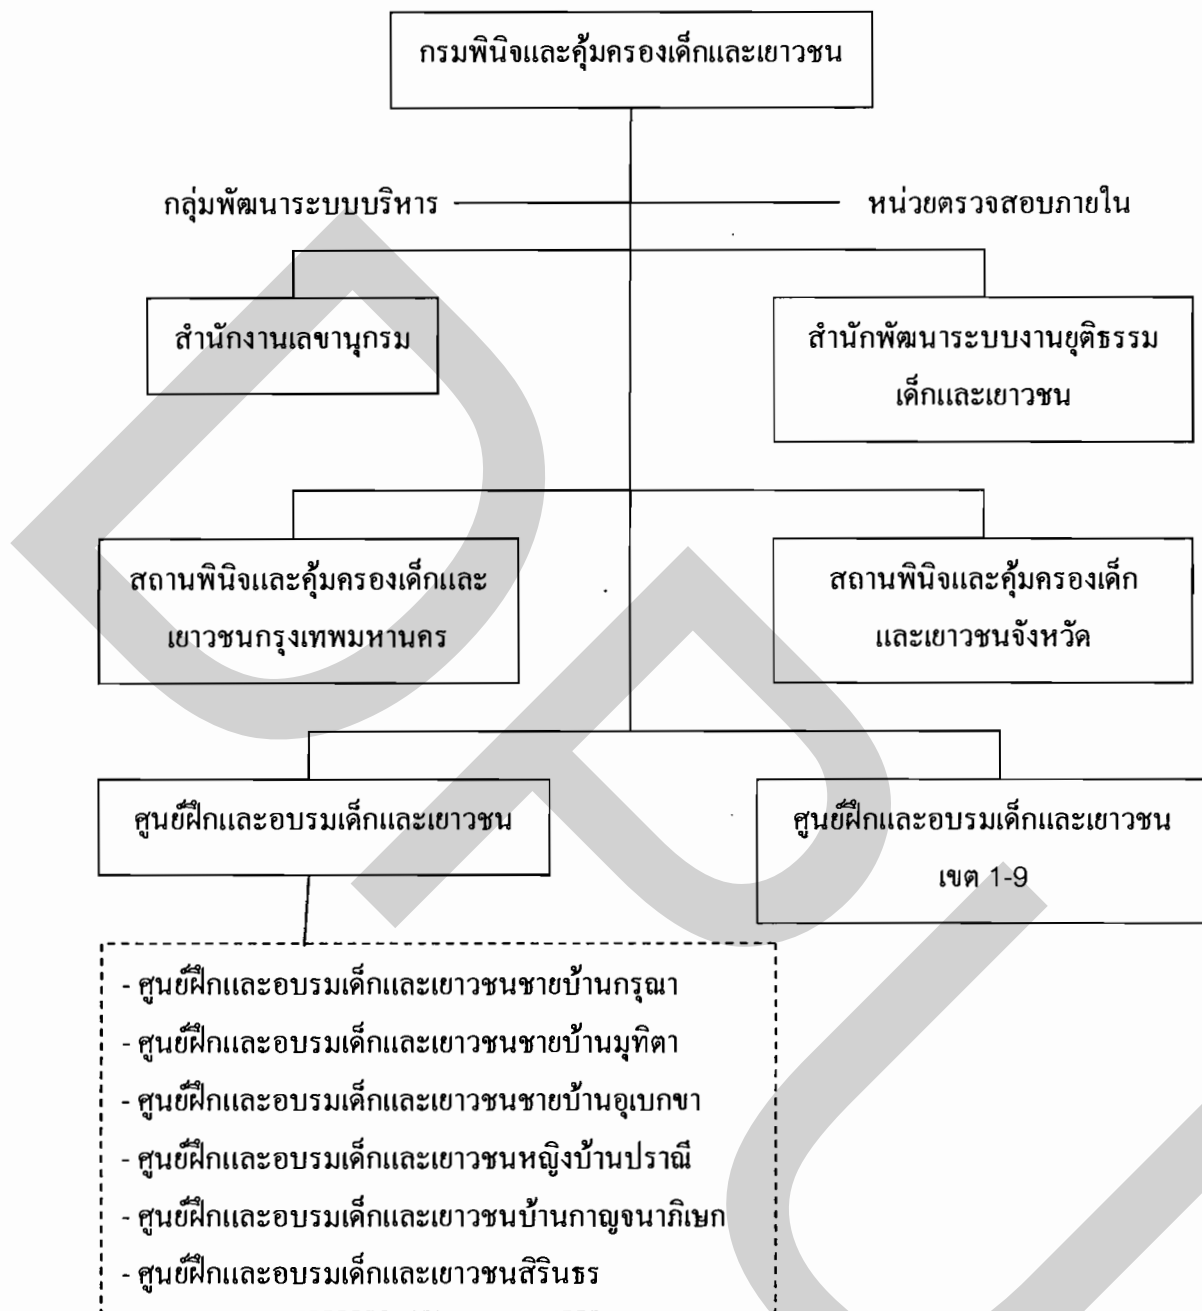 กรมพินิจและคุ้มครองเด็กและเยาวชน
กลุ่มพัฒนาระบบบริหาร
หน่วยตรวจสอบภายใน
สำนักงานเลขานุกรม
สำนักพัฒนาระบบงานยุติธรรม
เด็กและเยาวชน
สถานพินิจและคุ้มครองเด็กและ
เยาวชนกรุงเทพมหานคร
สถานพินิจและคุ้มครองเด็ก
และเยาวชนจังหวัด
ศูนย์ฝึกและอบรมเด็กและเยาวชน
ศูนย์ฝึกและอบรมเด็กและเยาวชน
เขต 1-9
- ศูนย์ฝึกและอบรมเด็กและเยาวชนชายบ้านกรุณา
- ศูนย์ฝึกและอบรมเด็กและเยาวชนชายบ้านมุทิตา
- ศูนย์ฝึกและอบรมเด็กและเยาวชนชายบ้านอุเบกขา
- ศูนย์ฝึกและอบรมเด็กและเยาวชนหญิงบ้านปราณี
- ศูนย์ฝึกและอบรมเด็กและเยาวชนบ้านกาญจนาภิเษก
- ศูนย์ฝึกและอบรมเด็กและเยาวชนสิรินธร